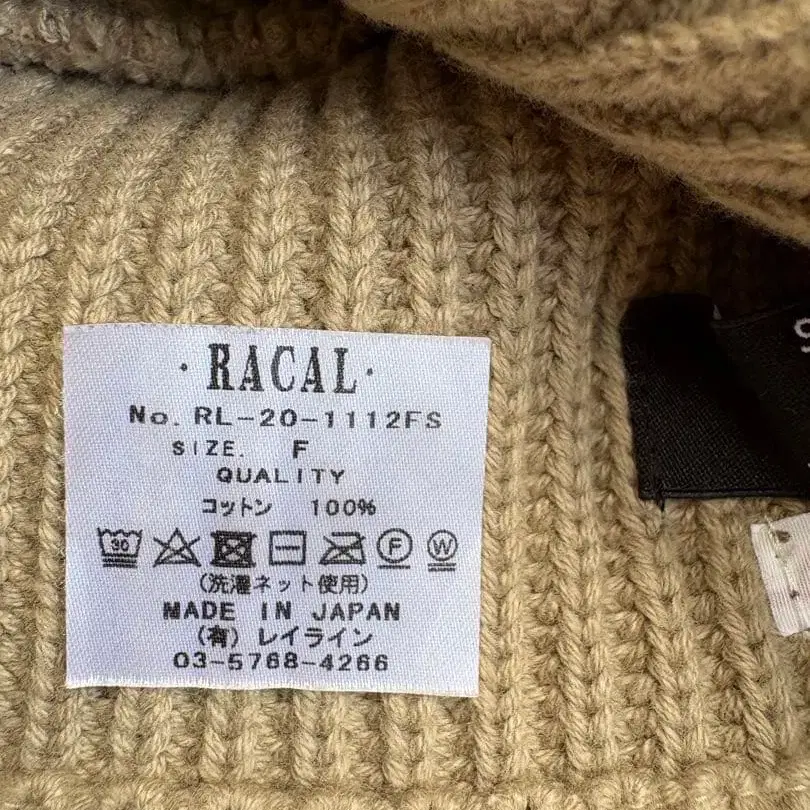 ·RACAL·
No. RL-20-1112FS
SIZE. F
QUALITY
コットン 100%
30 F W
(洗濯ネット使用)
MADE IN JAPAN
(有)レイライン
03-5768-4266